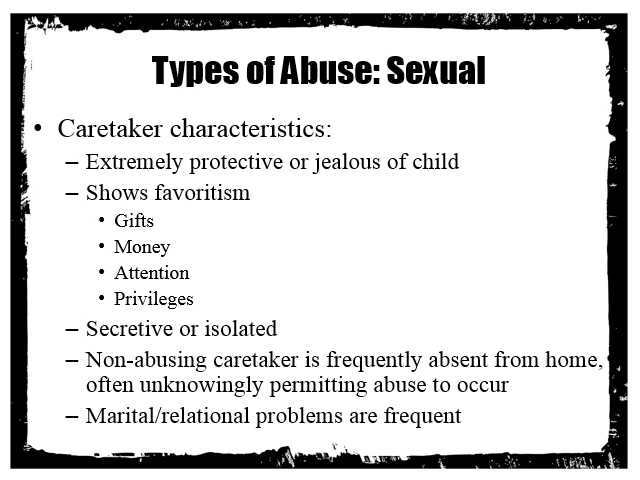 Types of Abuse: Sexual
• Caretaker characteristics:
– Extremely protective or jealous of child
– Shows favoritism
• Gifts
• Money
• Attention
• Privileges
– Secretive or isolated
– Non-abusing caretaker is frequently absent from home,
often unknowingly permitting abuse to occur
– Marital/relational problems are frequent